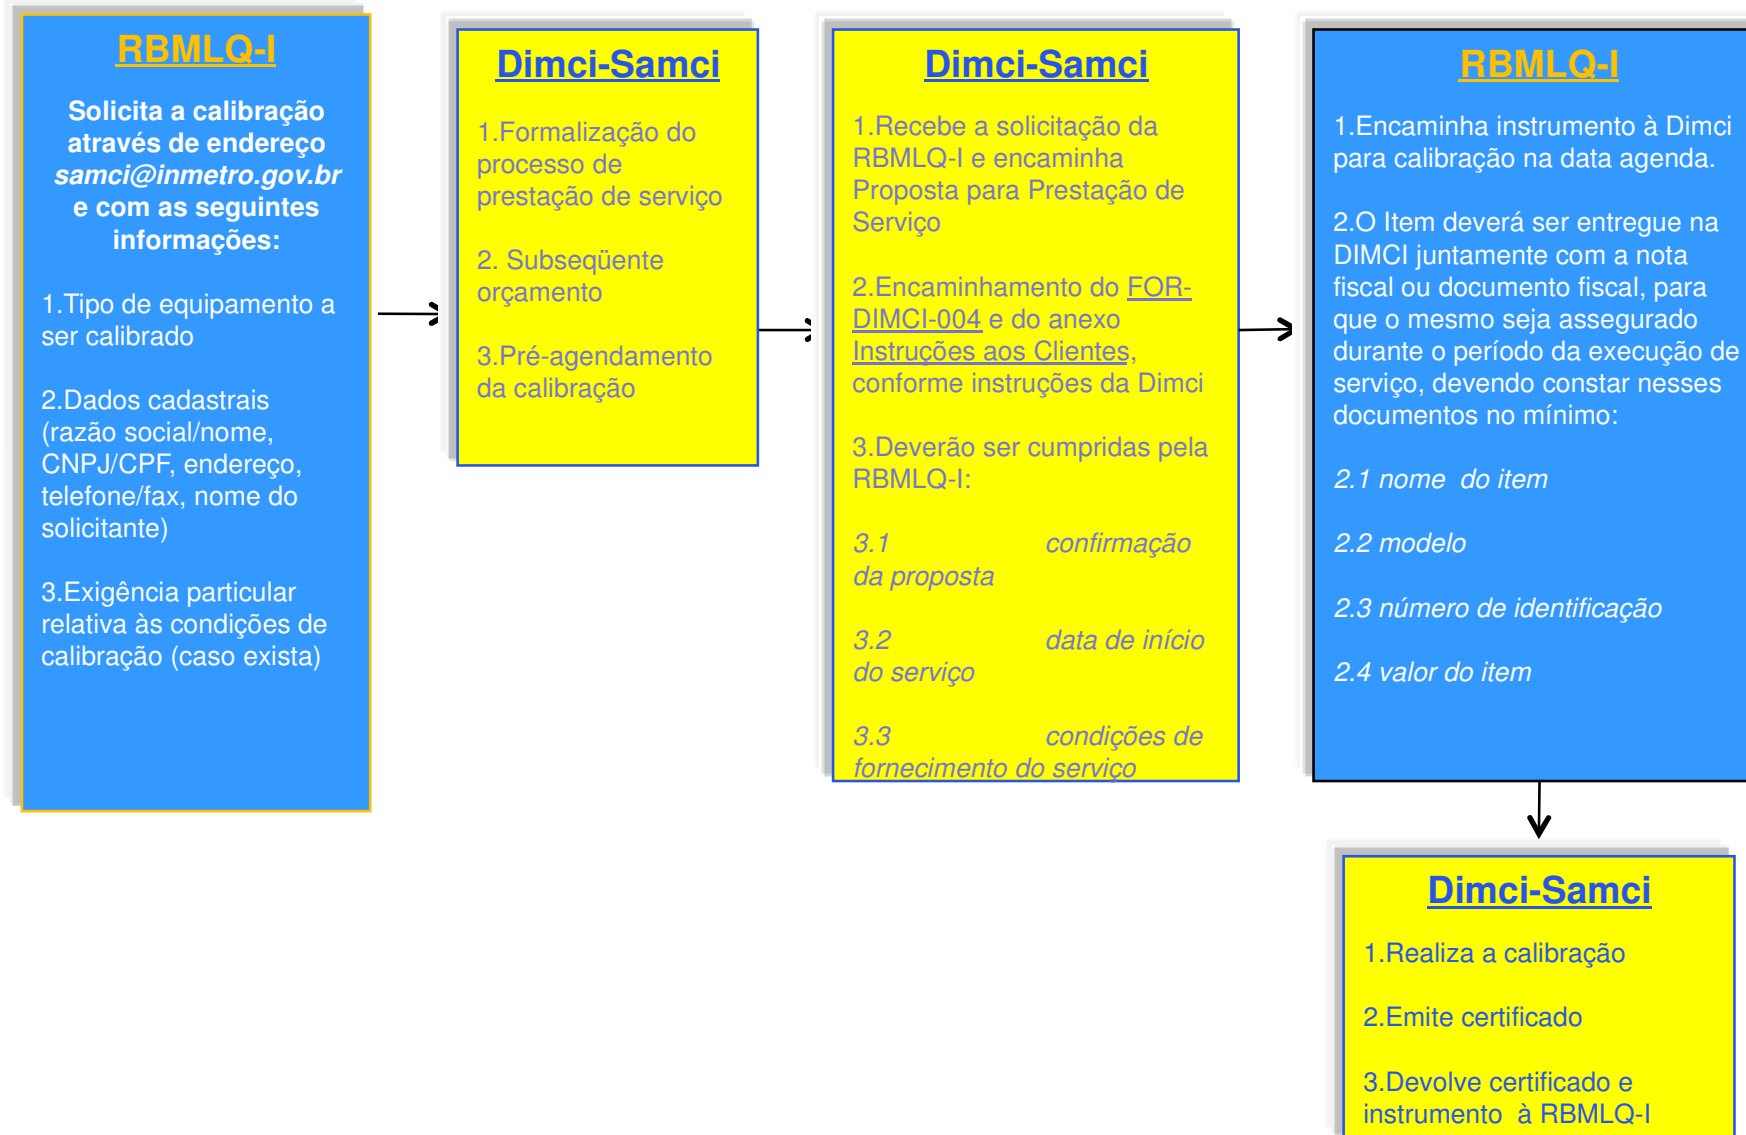 RBMLQ-I
Solicita a calibração
através de endereço
samci@inmetro.gov.br
e com as seguintes
informações:
1.Tipo de equipamento a
ser calibrado
2.Dados cadastrais
(razão social/nome,
CNPJ/CPF, endereço,
telefone/fax, nome do
solicitante)
3.Exigência particular
relativa às condições de
calibração (caso exista)
Dimci-Samci
1.Formalização do
processo de
prestação de serviço
2. Subseqüente
orçamento
3.Pré-agendamento
da calibração
Dimci-Samci
1.Recebe a solicitação da
RBMLQ-I e encaminha
Proposta para Prestação de
Serviço
2.Encaminhamento do FOR-
DIMCI-004 e do anexo
Instruções aos Clientes,
conforme instruções da Dimci
3.Deverão ser cumpridas pela
RBMLQ-I:
3.1 confirmação
da proposta
3.2 data de início
do serviço
3.3 condições de
fornecimento do serviço
RBMLQ-I
1.Encaminha instrumento à Dimci
para calibração na data agenda.
2.O Item deverá ser entregue na
DIMCI juntamente com a nota
fiscal ou documento fiscal, para
que o mesmo seja assegurado
durante o período da execução de
serviço, devendo constar nesses
documentos no mínimo:
2.1 nome do item
2.2 modelo
2.3 número de identificação
2.4 valor do item
Dimci-Samci
1.Realiza a calibração
2.Emite certificado
3.Devolve certificado e
instrumento à RBMLQ-I